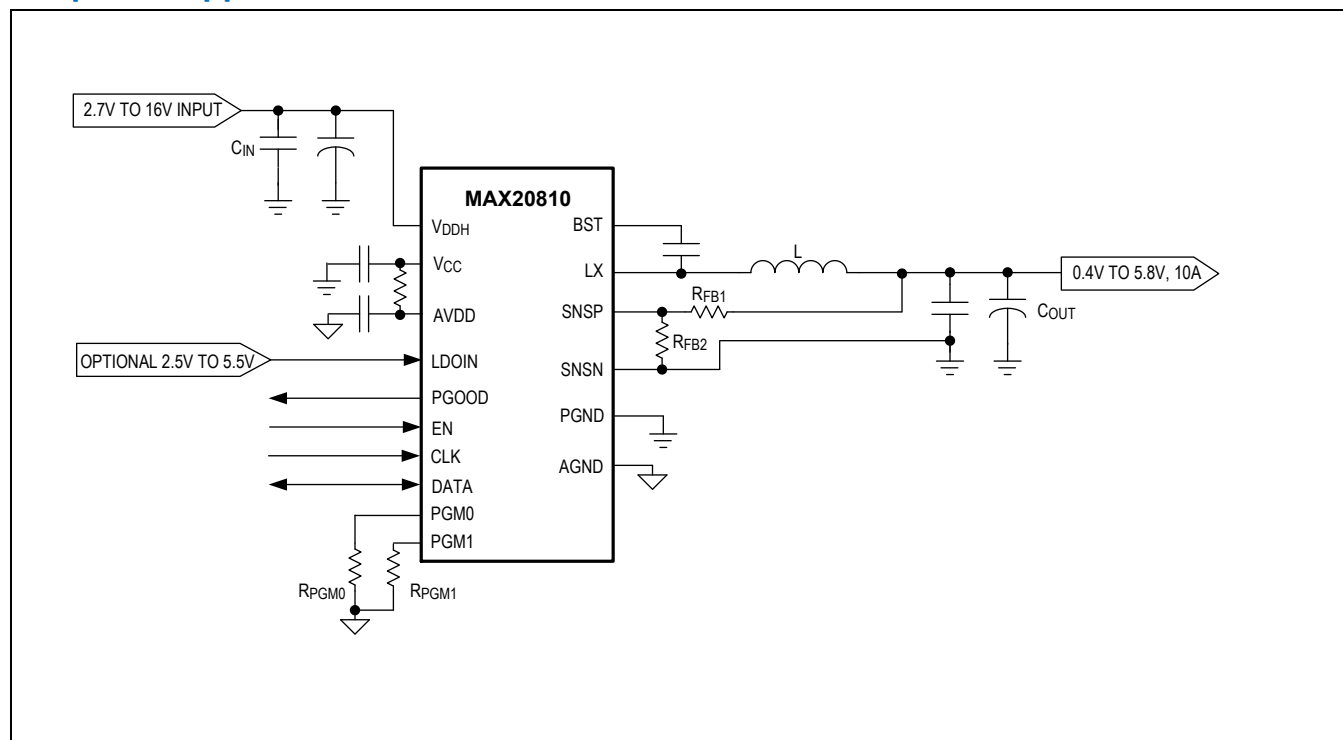 2.7V TO 16V INPUT
CIN
MAX20810
VDDH
VCC
AVDD
OPTIONAL 2.5V TO 5.5V
LDOIN
PGOOD
EN
CLK
DATA
PGM0
PGM1
RPGM0
RPGM1
BST
LX
L
SNSP
RFB1
RFB2
SNSN
PGND
AGND
0.4V TO 5.8V, 10A
COUT